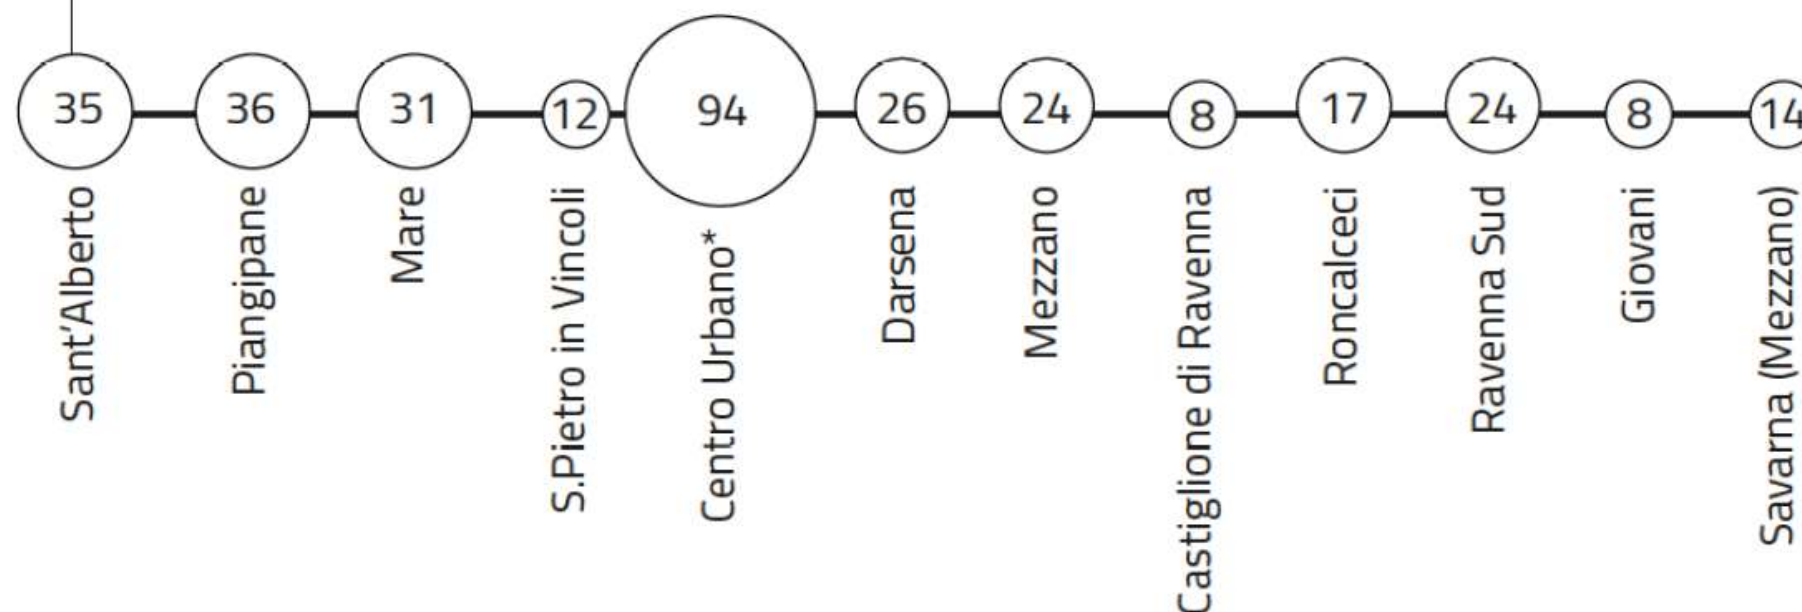 35
36
31
12
94
26
24
8
17
24
8
14
Sant'Alberto
Piangipane
Mare
S.Pietro in Vincoli
Centro Urbano*
Darsena
Mezzano
Castiglione di Ravenna
Roncalceci
Ravenna Sud
Giovani
Savarna (Mezzano)